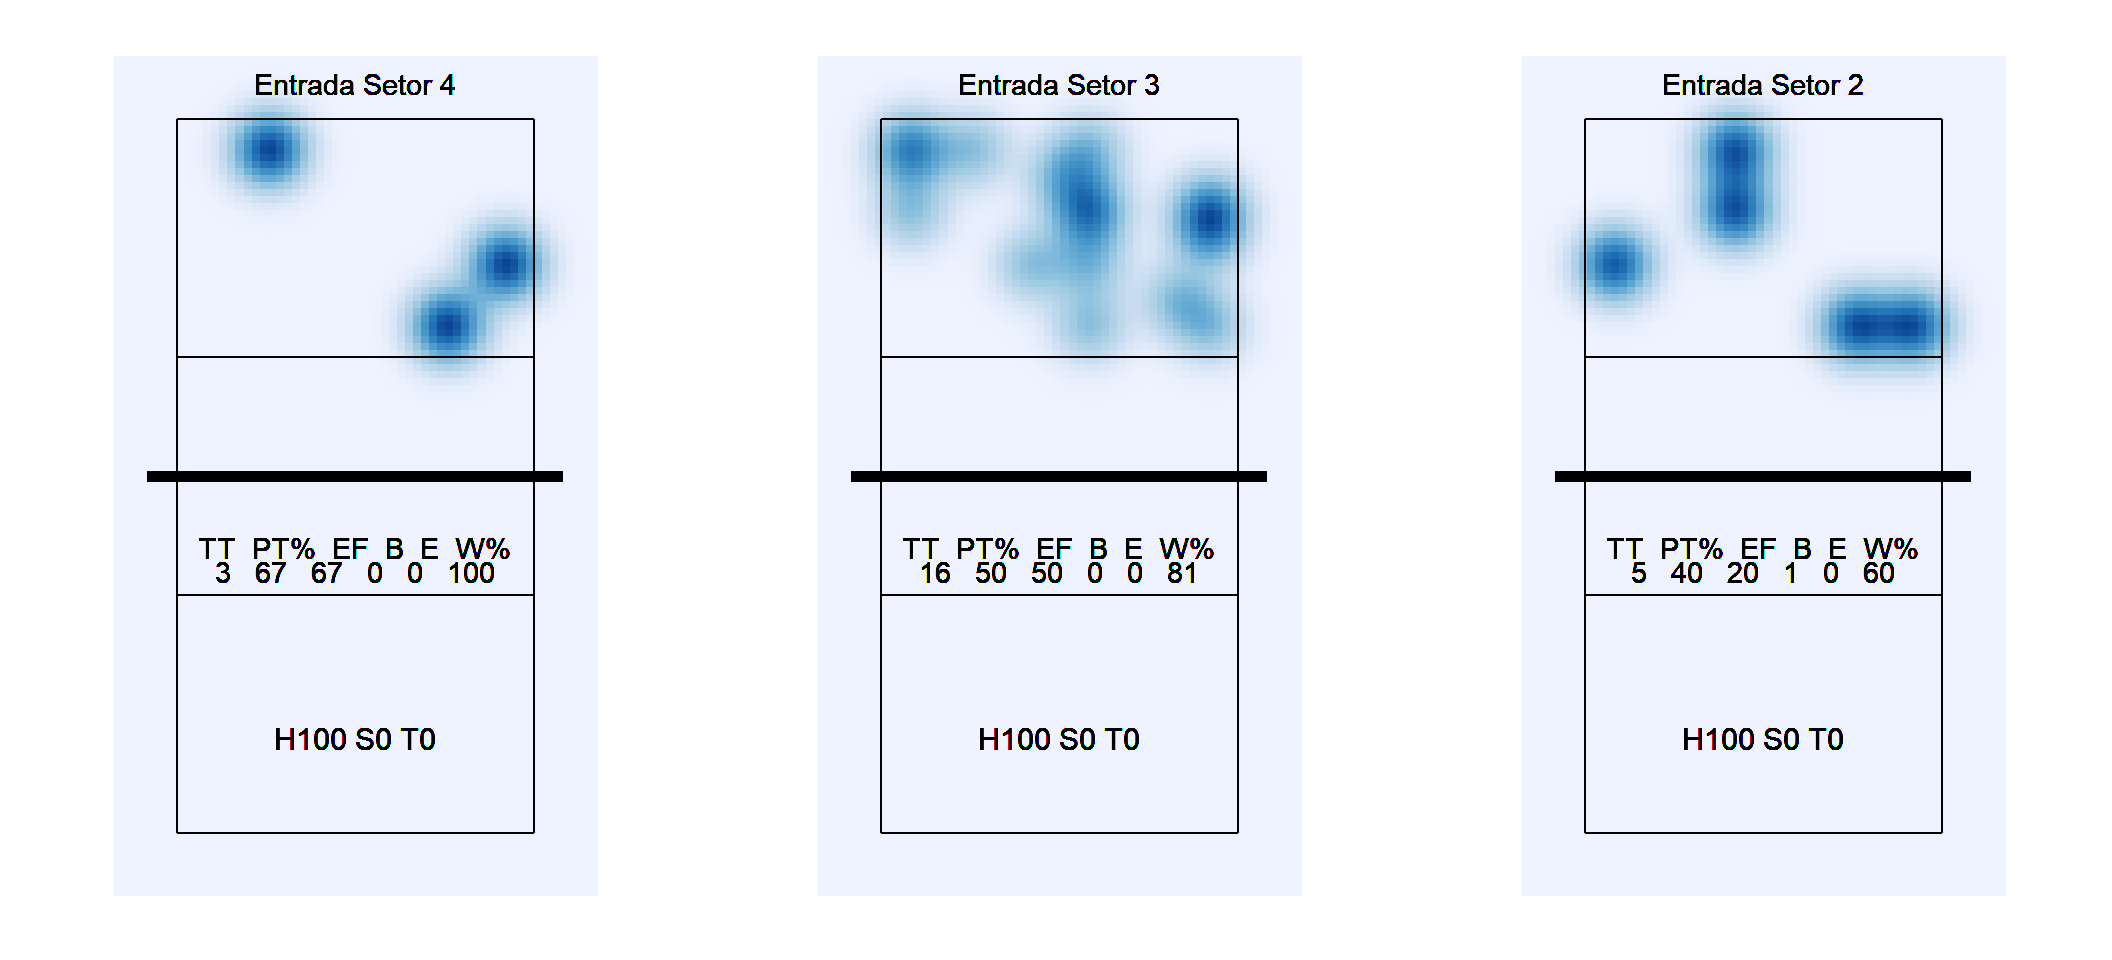 Entrada Setor 4
TT PT% EF B E W%
3 67 67 0 0 100
H100 S0 T0
Entrada Setor 3
TT PT% EF B E W%
16 50 50 0 0 81
H100 S0 T0
Entrada Setor 2
TT PT% EF B E W%
5 40 20 1 0 60
H100 S0 T0